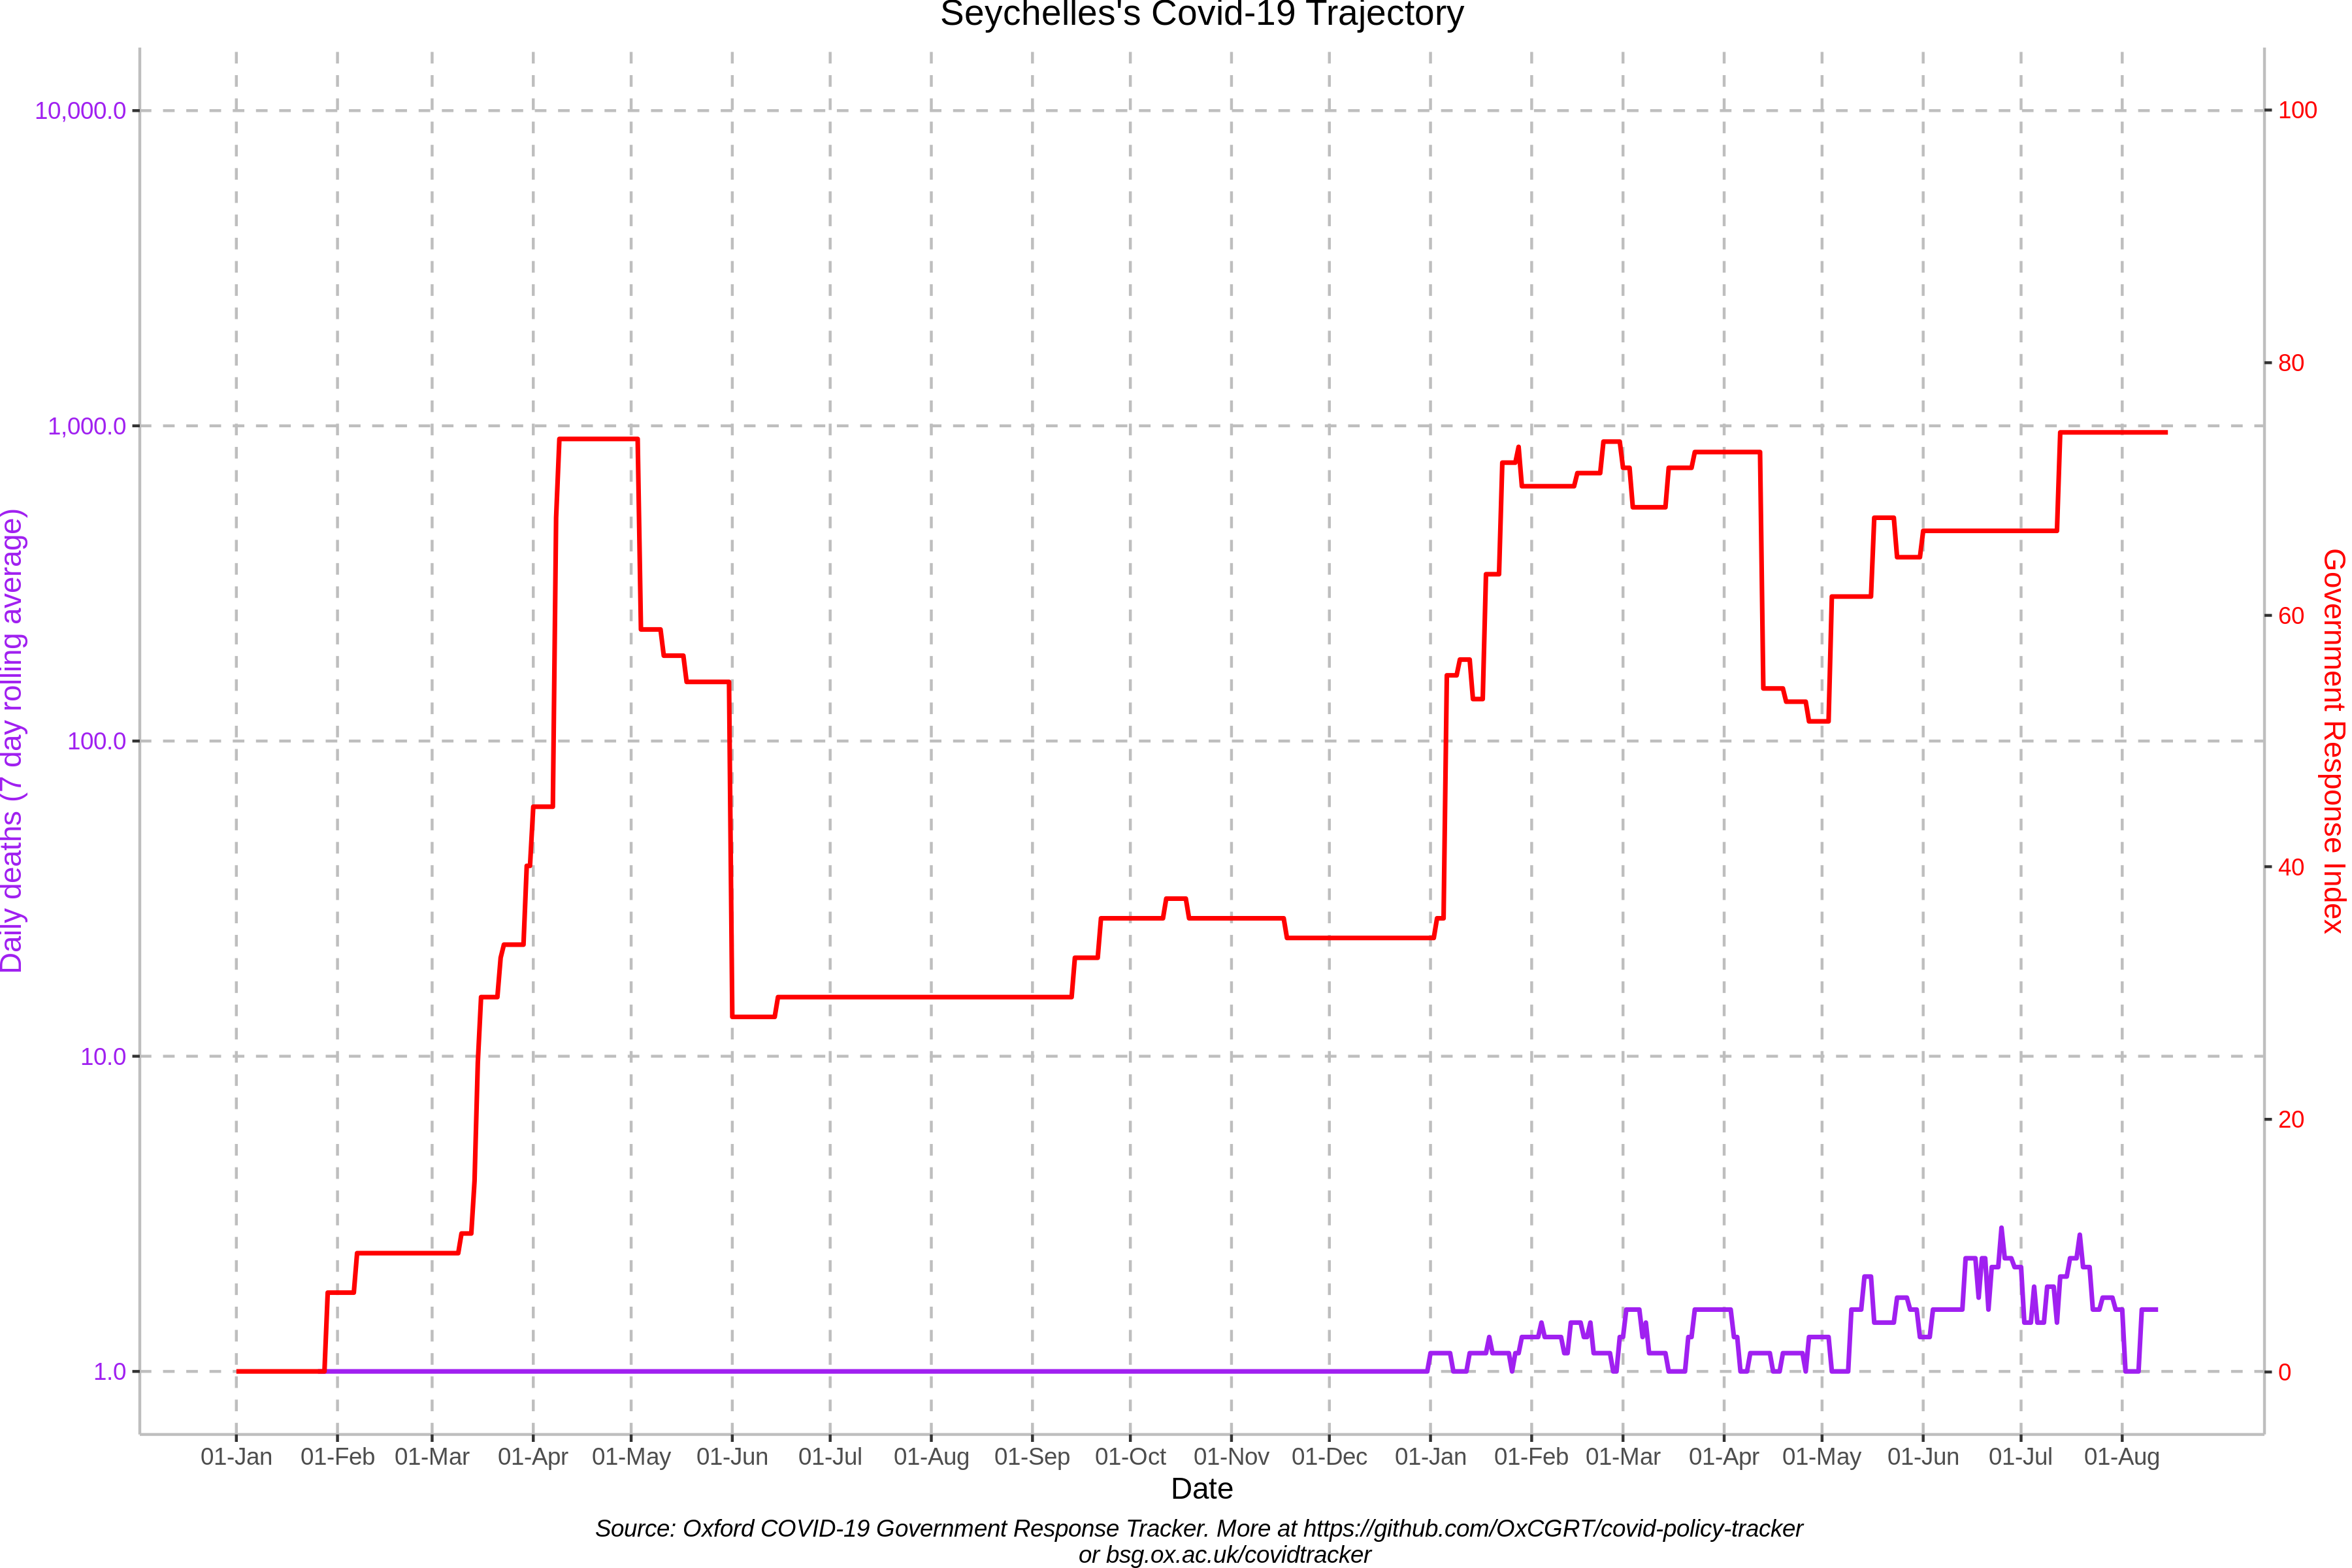 Seychelles's Covid-19 Trajectory
10,000.0
1,000.0
100.0
10.0
1.0
Daily deaths (7 day rolling average)
100
80
60
40
20
0
Government Response Index
01-Jan 01-Feb 01-Mar 01-Apr 01-May 01-Jun 01-Jul 01-Aug 01-Sep 01-Oct 01-Nov 01-Dec 01-Jan 01-Feb 01-Mar 01-Apr 01-May 01-Jun 01-Jul 01-Aug
Date
Source: Oxford COVID-19 Government Response Tracker. More at https://github.com/OxCGRT/covid-policy-tracker
or bsg.ox.ac.uk/covidtracker